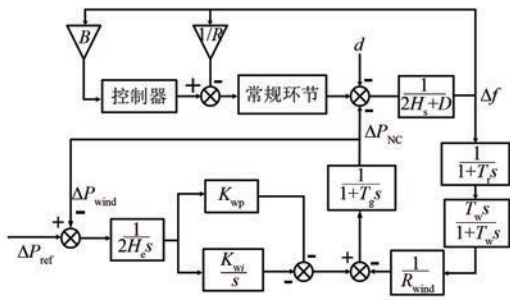 B
1/R
d
控制器
+
-
常规环节
-
-
1
2H_s+D
Δf
ΔP_NC
ΔP_wind
1
1+T_r s
1
1+T_g s
K_wp
T_w s
1+T_w s
+
-
ΔP_ref
1
2H_e s
K_wi
s
-
-
+
-
1
R_wind